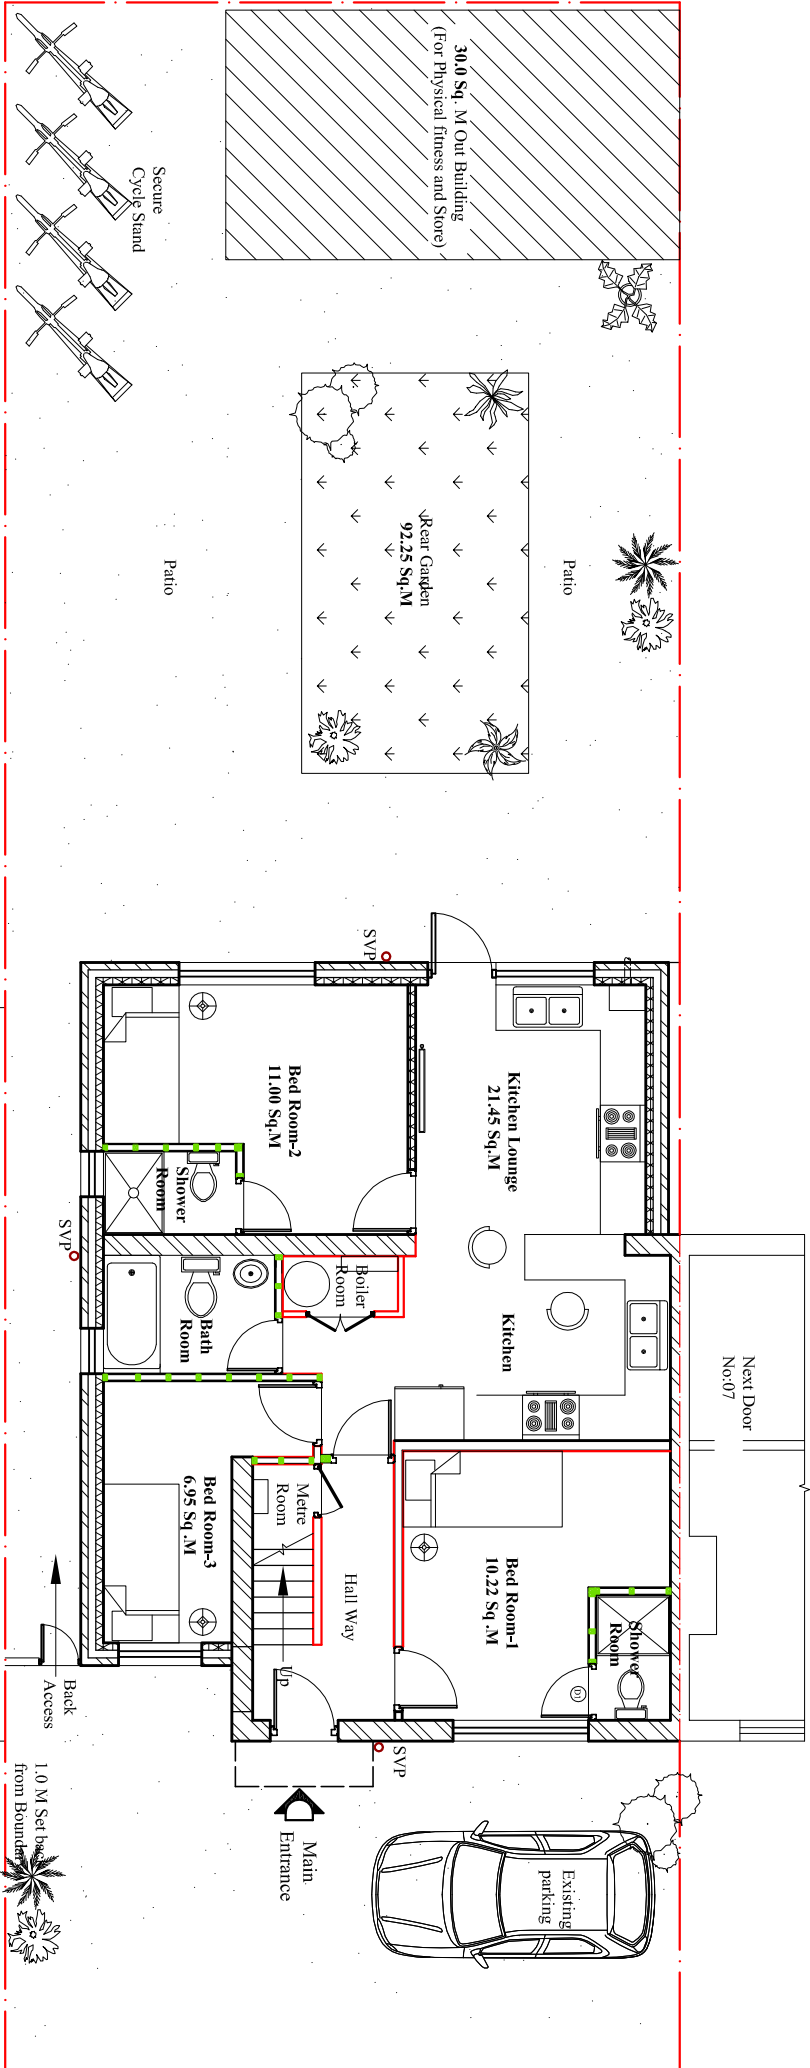 30.0 Sq. M Out Building
(For Physical fitness and Store)
Secure
Cycle Stand
Patio
Rear Garden
92.25 Sq.M
Patio
SVP
Kitchen Lounge
21.45 Sq.M
Bed Room-2
11.00 Sq.M
Shower
Room
SVP
Boiler
Room
Bath
Room
Kitchen
Next Door
No:07
Metre
Room
Bed Room-3
6.95 Sq .M
Hall Way
Up
Bed Room-1
10.22 Sq .M
Shower
Room
D1
Back
Access
SVP
Main
Entrance
Existing
parking
1.0 M Set
from